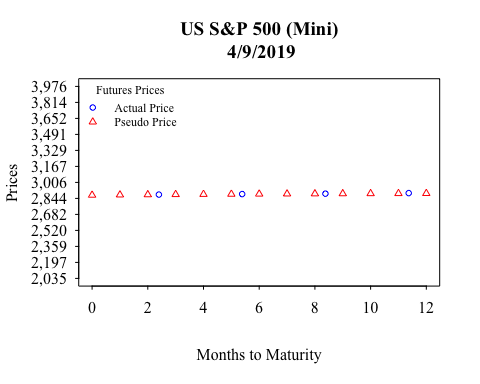 US S&P 500 (Mini)
4/9/2019
Futures Prices
Actual Price
Pseudo Price
Prices
3,976
3,814
3,652
3,491
3,329
3,167
3,006
2,844
2,682
2,520
2,359
2,197
2,035
0 2 4 6 8 10 12
Months to Maturity